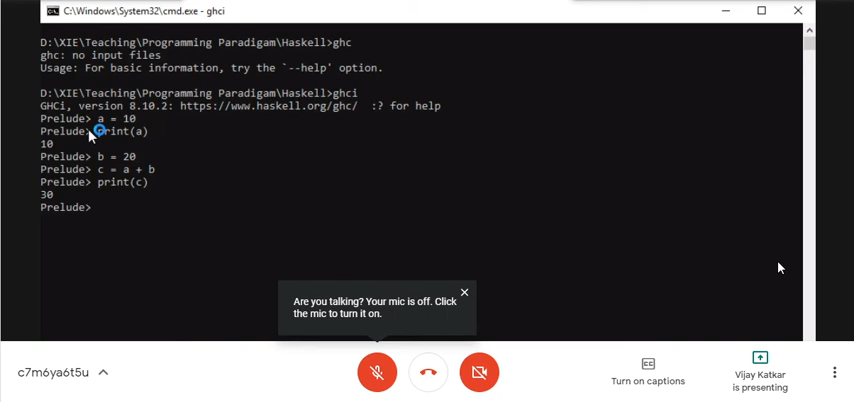 C:\Windows\System32\cmd.exe - ghci
D:\XIE\Teaching\Programming Paradigam\Haskell>ghc
ghc: no input files
Usage: For basic information, try the `--help' option.
D:\XIE\Teaching\Programming Paradigam\Haskell>ghci
GHCi, version 8.10.2: https://www.haskell.org/ghc/  :? for help
Prelude> a = 10
Prelude> print(a)
10
Prelude> b = 20
Prelude> c = a + b
Prelude> print(c)
30
Prelude>
Are you talking? Your mic is off. Click
the mic to turn it on.
c7m6ya6t5u
Turn on captions
Vijay Katkar
is presenting